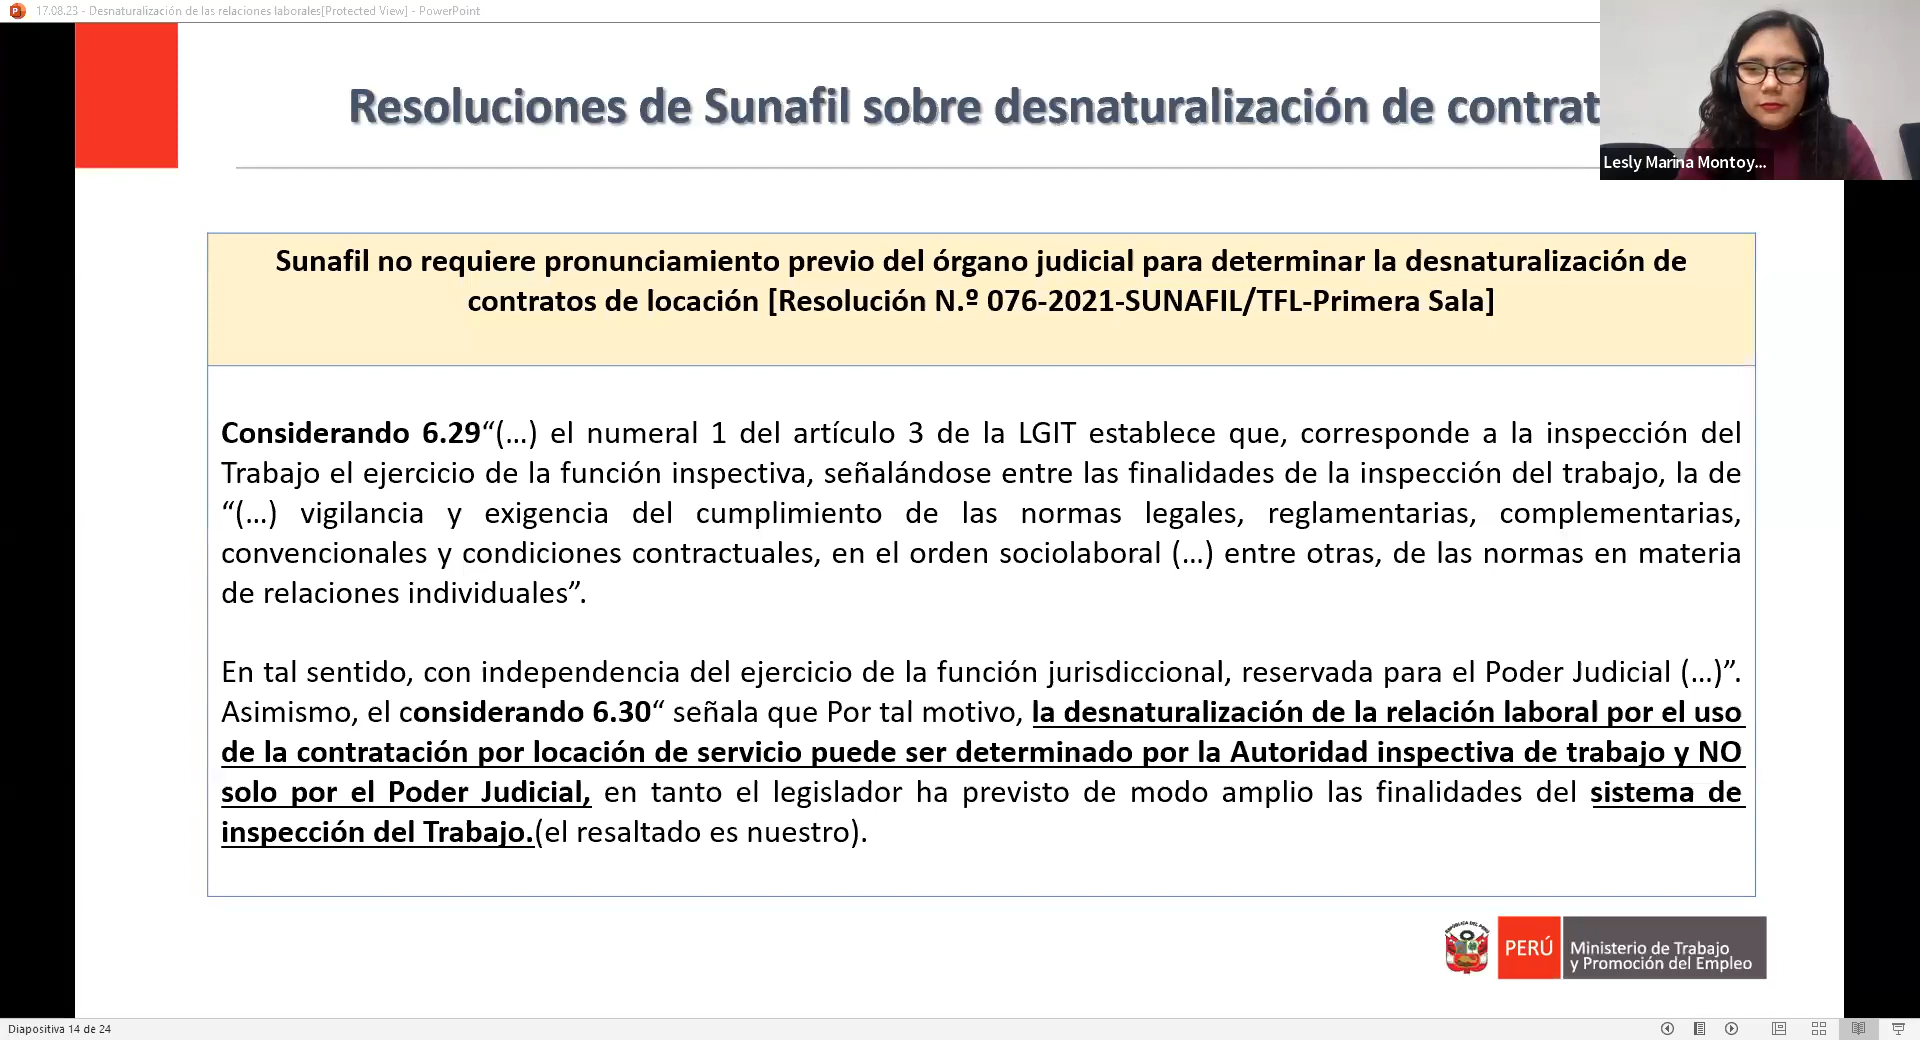 17.08.23 - Desnaturalización de las relaciones laborales[Protected View] - PowerPoint
Resoluciones de Sunafil sobre desnaturalización de contrat
Lesly Marina Montoy...
Sunafil no requiere pronunciamiento previo del órgano judicial para determinar la desnaturalización de
contratos de locación [Resolución N.º 076-2021-SUNAFIL/TFL-Primera Sala]
Considerando 6.29“(...) el numeral 1 del artículo 3 de la LGIT establece que, corresponde a la inspección del
Trabajo el ejercicio de la función inspectiva, señalándose entre las finalidades de la inspección del trabajo, la de
“(...) vigilancia y exigencia del cumplimiento de las normas legales, reglamentarias, complementarias,
convencionales y condiciones contractuales, en el orden sociolaboral (...) entre otras, de las normas en materia
de relaciones individuales”.
En tal sentido, con independencia del ejercicio de la función jurisdiccional, reservada para el Poder Judicial (...)”.
Asimismo, el considerando 6.30“ señala que Por tal motivo, la desnaturalización de la relación laboral por el uso
de la contratación por locación de servicio puede ser determinado por la Autoridad inspectiva de trabajo y NO
solo por el Poder Judicial, en tanto el legislador ha previsto de modo amplio las finalidades del sistema de
inspección del Trabajo.(el resaltado es nuestro).
REPÚBLICA DEL PERÚ
PERÚ
Ministerio de Trabajo
y Promoción del Empleo
Diapositiva 14 de 24